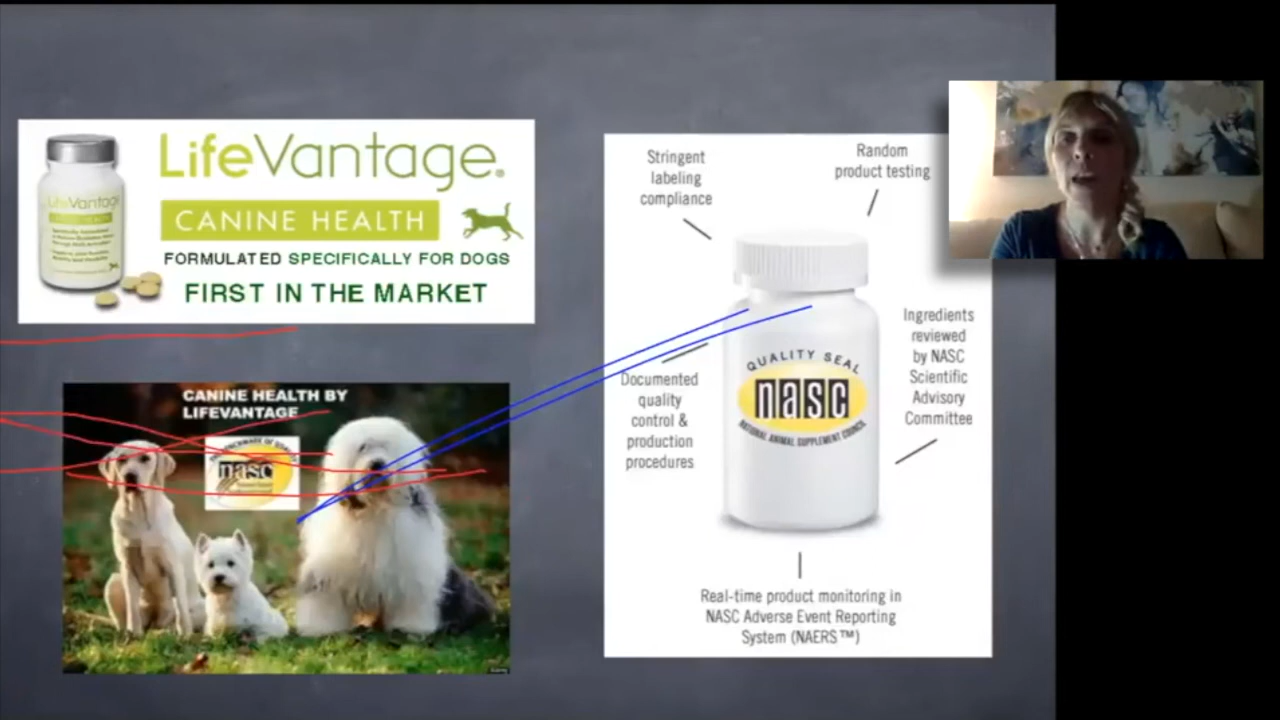 LifeVantage
CANINE HEALTH
FORMULATED SPECIFICALLY FOR DOGS
FIRST IN THE MARKET
LifeVantage
CANINE HEALTH BY
LIFEVANTAGE
nasc
Stringent
labeling
compliance
Random
product testing
Documented
quality
control &
production
procedures
Ingredients
reviewed
by NASC
Scientific
Advisory
Committee
QUALITY SEAL
nasc
NATIONAL ANIMAL SUPPLEMENT COUNCIL
Real-time product monitoring in
NASC Adverse Event Reporting
System (NAERS™)